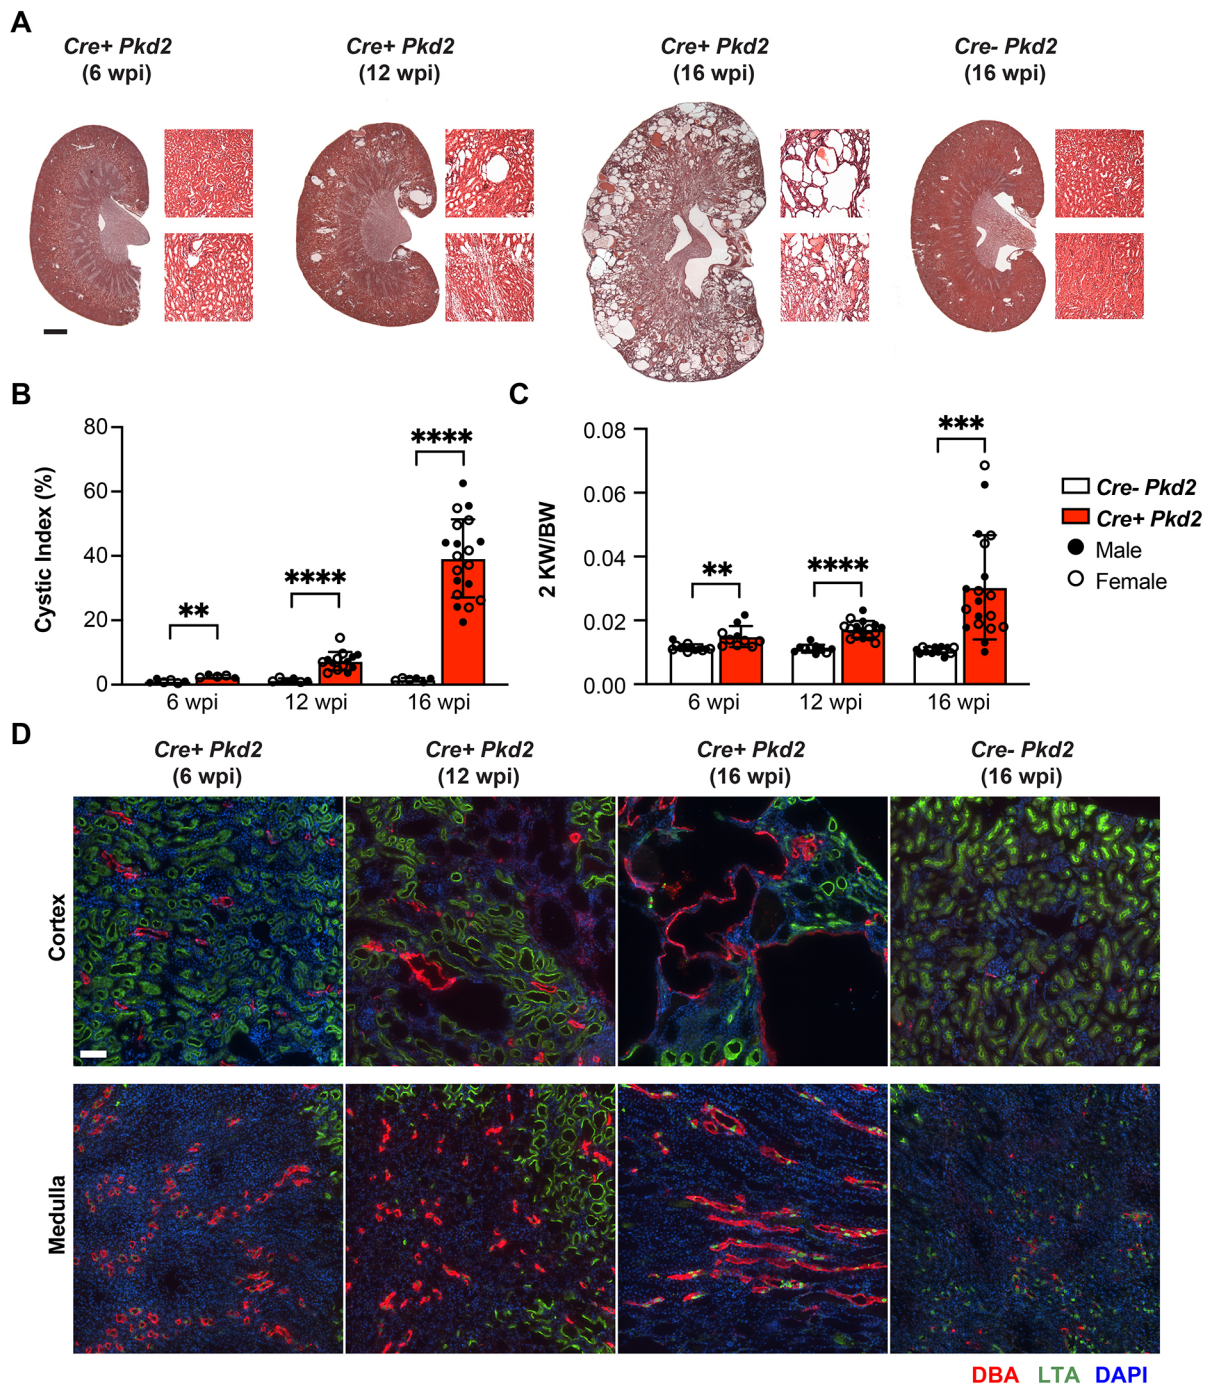 A
Cre+ Pkd2 (6 wpi)
Cre+ Pkd2 (12 wpi)
Cre+ Pkd2 (16 wpi)
Cre- Pkd2 (16 wpi)
B
Cystic Index (%)
80
60
40
20
0
**
****
****
6 wpi
12 wpi
16 wpi
C
2 KW/BW
0.08
0.06
0.04
0.02
0.00
**
****
***
6 wpi
12 wpi
16 wpi
Cre- Pkd2
Cre+ Pkd2
Male
Female
D
Cre+ Pkd2 (6 wpi)
Cre+ Pkd2 (12 wpi)
Cre+ Pkd2 (16 wpi)
Cre- Pkd2 (16 wpi)
Cortex
Medulla
DBA LTA DAPI